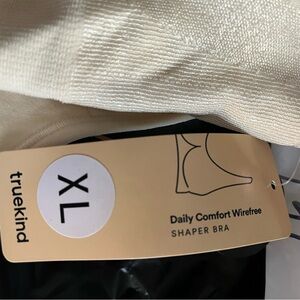 truekind
XL
Daily Comfort Wirefree
SHAPER BRA